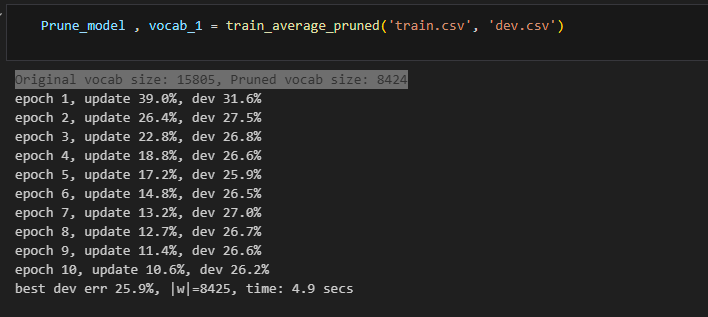 Prune_model , vocab_1 = train_average_pruned('train.csv', 'dev.csv')
Original vocab size: 15805, Pruned vocab size: 8424
epoch 1, update 39.0%, dev 31.6%
epoch 2, update 26.4%, dev 27.5%
epoch 3, update 22.8%, dev 26.8%
epoch 4, update 18.8%, dev 26.6%
epoch 5, update 17.2%, dev 25.9%
epoch 6, update 14.8%, dev 26.5%
epoch 7, update 13.2%, dev 27.0%
epoch 8, update 12.7%, dev 26.7%
epoch 9, update 11.4%, dev 26.6%
epoch 10, update 10.6%, dev 26.2%
best dev err 25.9%, |w|=8425, time: 4.9 secs